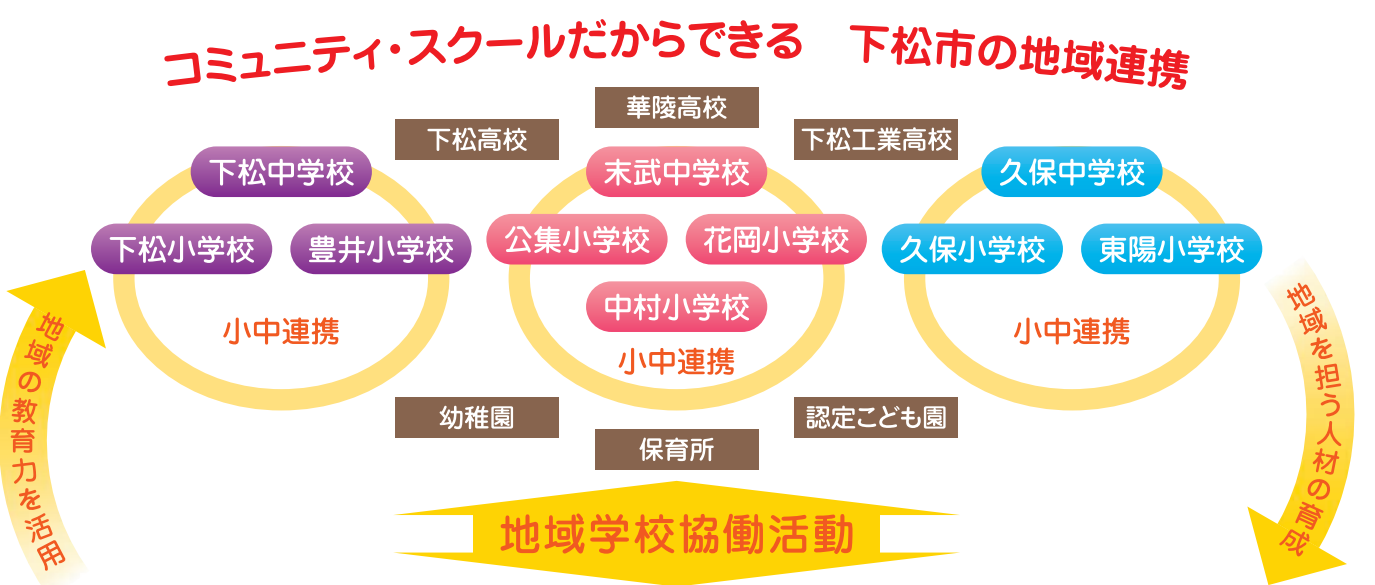 コミュニティ・スクールだからできる　下松市の地域連携
華陵高校
下松高校
下松工業高校
下松中学校
末武中学校
久保中学校
下松小学校
豊井小学校
公集小学校
花岡小学校
久保小学校
東陽小学校
中村小学校
小中連携
小中連携
小中連携
地域の教育力を活用
地域を担う人材の育成
幼稚園
認定こども園
保育所
地域学校協働活動